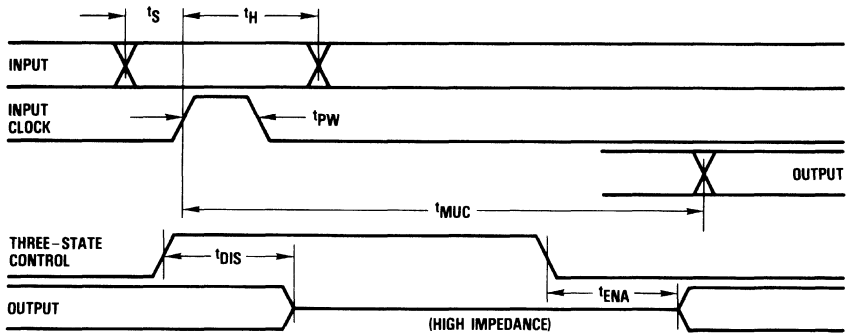 tS
tH
INPUT
INPUT
CLOCK
tPW
OUTPUT
tMUC
THREE-STATE
CONTROL
tDIS
tENA
OUTPUT
(HIGH IMPEDANCE)